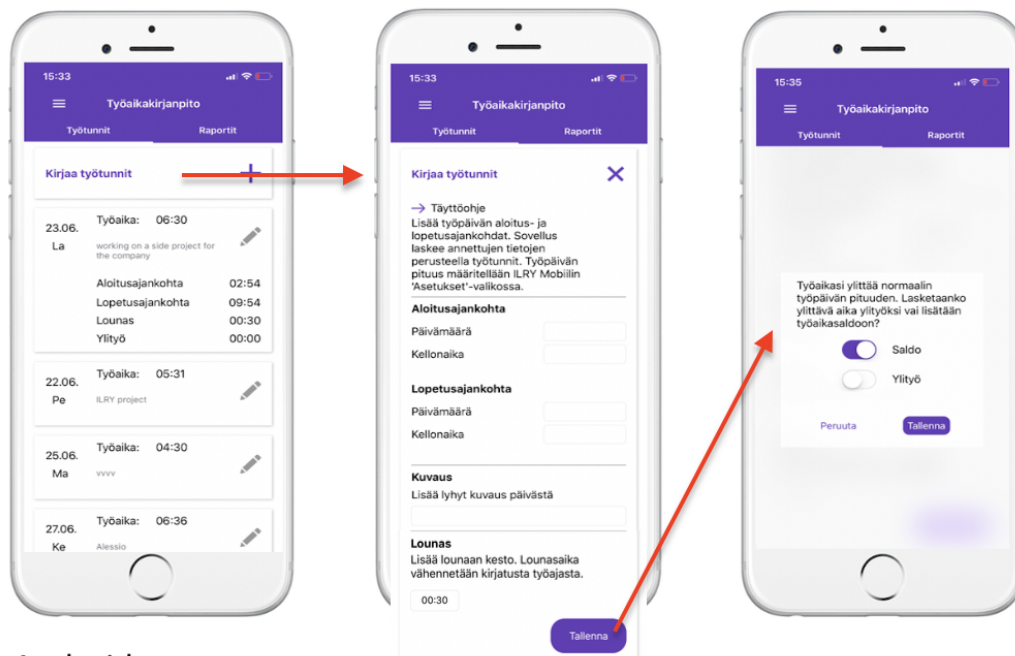 15:33
Työaikakirjanpito
Työtunnit Raportit
Kirjaa työtunnit
23.06. Työaika: 06:30
La working on a side project for
the company
Aloitusajankohta 02:54
Lopetusajankohta 09:54
Lounas 00:30
Ylityö 00:00
22.06. Työaika: 05:31
Pe ILRY project
25.06. Työaika: 04:30
Ma vvvv
27.06. Työaika: 06:36
Ke Alessio
15:33
Työaikakirjanpito
Työtunnit Raportit
Kirjaa työtunnit
Täyttöohje
Lisää työpäivän aloitus- ja
lopetusajankohdat. Sovellus
laskee annettujen tietojen
perusteella työtunnit. Työpäivän
pituus määritellään ILRY Mobiilin
'Asetukset'-valikossa.
Aloitusajankohta
Päivämäärä
Kellonaika
Lopetusajankohta
Päivämäärä
Kellonaika
Kuvaus
Lisää lyhyt kuvaus päivästä
Lounas
Lisää lounaan kesto. Lounasaika
vähennetään kirjatusta työajasta.
00:30
Tallenna
15:35
Työaikakirjanpito
Työtunnit Raportit
Työaikasi ylittää normaalin
työpäivän pituuden. Lasketaanko
ylittävä aika ylityöksi vai lisätään
työaikasaldoon?
Saldo
Ylityö
Peruuta Tallenna